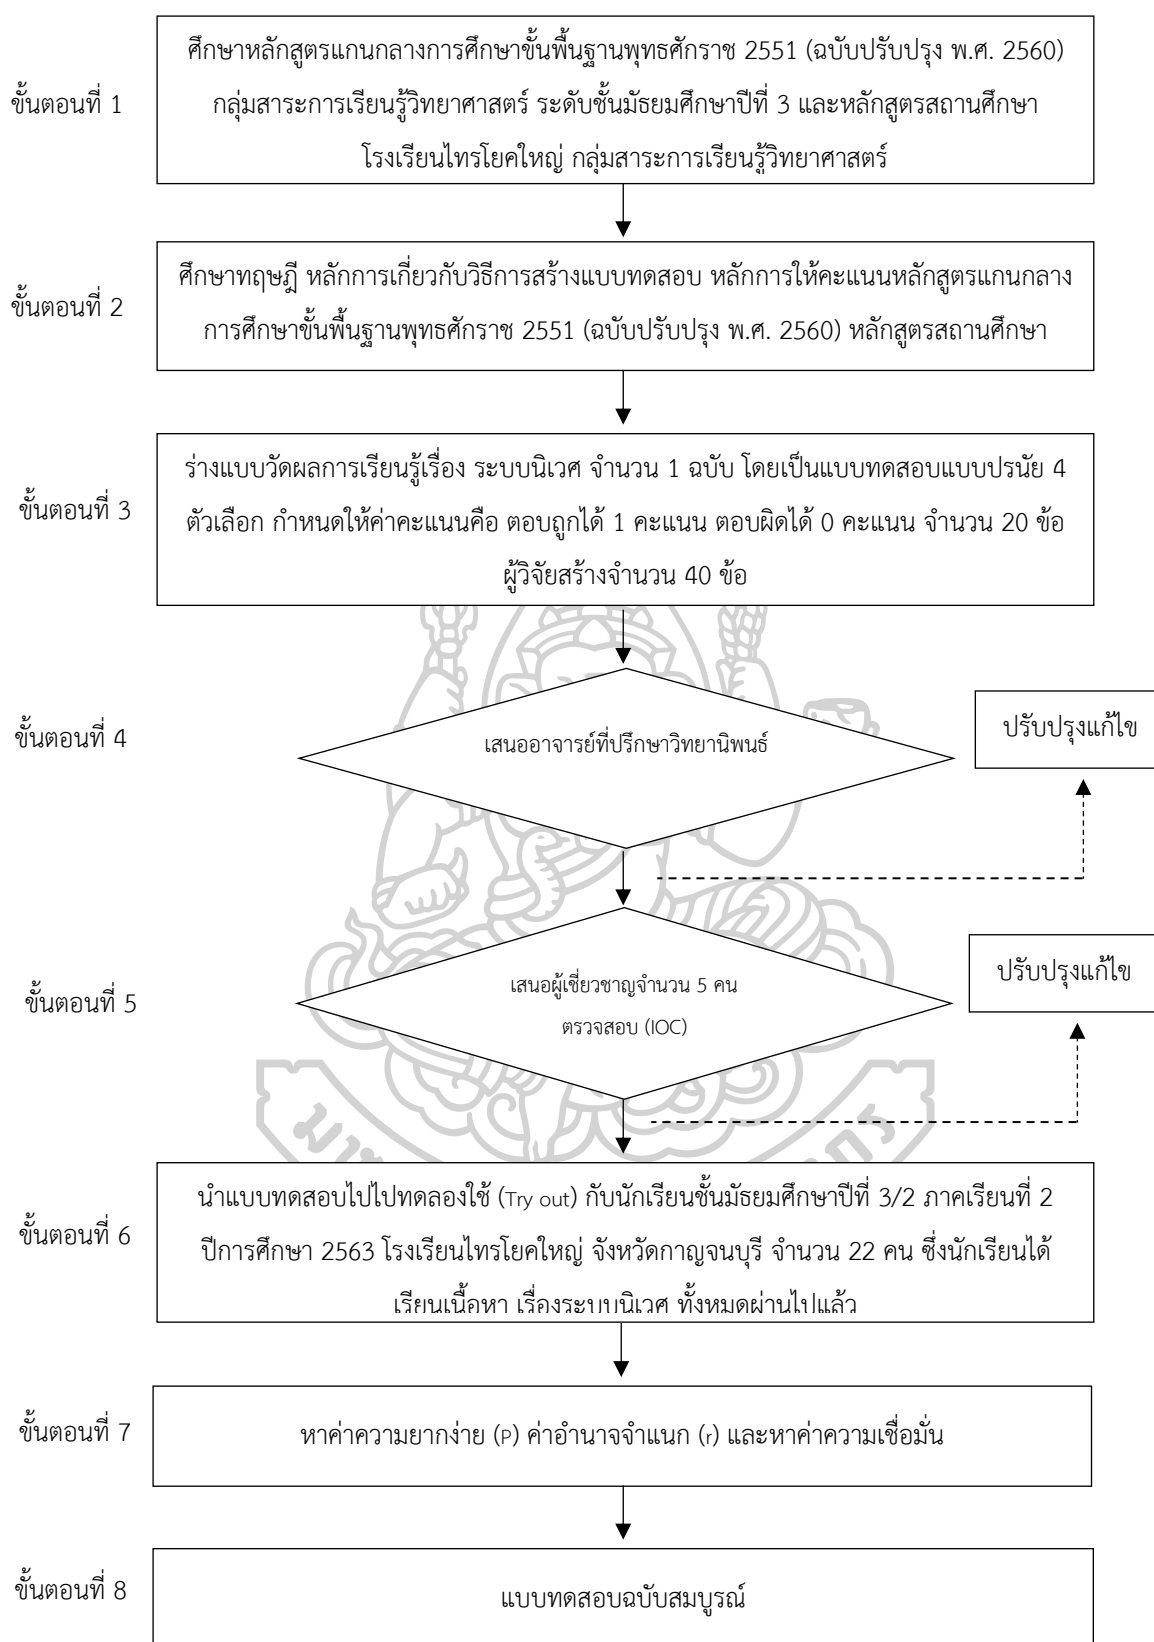 ขั้นตอนที่ 1
ศึกษาหลักสูตรแกนกลางการศึกษาขั้นพื้นฐานพุทธศักราช 2551 (ฉบับปรับปรุง พ.ศ. 2560)
กลุ่มสาระการเรียนรู้วิทยาศาสตร์ ระดับชั้นมัธยมศึกษาปีที่ 3 และหลักสูตรสถานศึกษา
โรงเรียนไทรโยคใหญ่ กลุ่มสาระการเรียนรู้วิทยาศาสตร์
ขั้นตอนที่ 2
ศึกษาทฤษฎี หลักการเกี่ยวกับวิธีการสร้างแบบทดสอบ หลักการให้คะแนนหลักสูตรแกนกลาง
การศึกษาขั้นพื้นฐานพุทธศักราช 2551 (ฉบับปรับปรุง พ.ศ. 2560) หลักสูตรสถานศึกษา
ขั้นตอนที่ 3
ร่างแบบวัดผลการเรียนรู้เรื่อง ระบบนิเวศ จำนวน 1 ฉบับ โดยเป็นแบบทดสอบแบบปรนัย 4
ตัวเลือก กำหนดให้ค่าคะแนนคือ ตอบถูกได้ 1 คะแนน ตอบผิดได้ 0 คะแนน จำนวน 20 ข้อ
ผู้วิจัยสร้างจำนวน 40 ข้อ
ขั้นตอนที่ 4
เสนออาจารย์ที่ปรึกษาวิทยานิพนธ์
ปรับปรุงแก้ไข
ขั้นตอนที่ 5
เสนอผู้เชี่ยวชาญจำนวน 5 คน
ตรวจสอบ (IOC)
ปรับปรุงแก้ไข
ขั้นตอนที่ 6
นำแบบทดสอบไปไปทดลองใช้ (Try out) กับนักเรียนชั้นมัธยมศึกษาปีที่ 3/2 ภาคเรียนที่ 2
ปีการศึกษา 2563 โรงเรียนไทรโยคใหญ่ จังหวัดกาญจนบุรี จำนวน 22 คน ซึ่งนักเรียนได้
เรียนเนื้อหา เรื่องระบบนิเวศ ทั้งหมดผ่านไปแล้ว
ขั้นตอนที่ 7
หาค่าความยากง่าย (P) ค่าอำนาจจำแนก (r) และหาค่าความเชื่อมั่น
ขั้นตอนที่ 8
แบบทดสอบฉบับสมบูรณ์